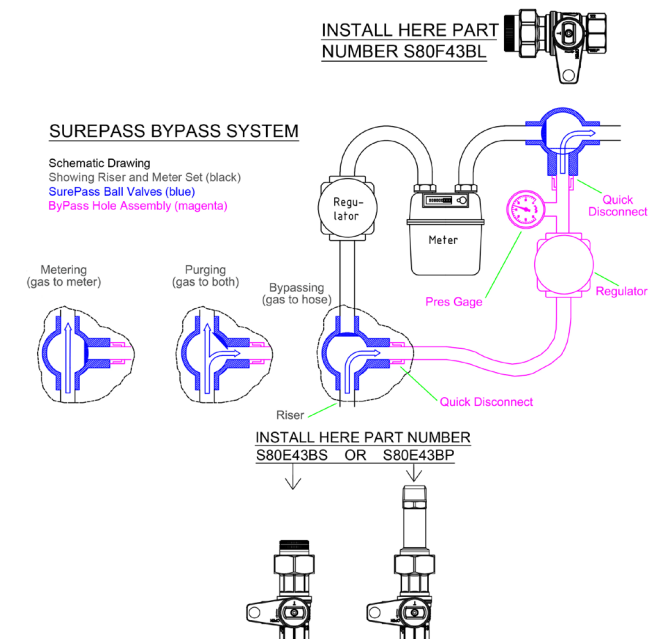 INSTALL HERE PART
NUMBER S80F43BL
SUREPASS BYPASS SYSTEM
Schematic Drawing
Showing Riser and Meter Set (black)
SurePass Ball Valves (blue)
ByPass Hole Assembly (magenta)
Regu-
lator
Meter
Quick
Disconnect
Pres Gage
Regulator
Metering
(gas to meter)
Purging
(gas to both)
Bypassing
(gas to hose)
Quick Disconnect
Riser
INSTALL HERE PART NUMBER
S80E43BS OR S80E43BP